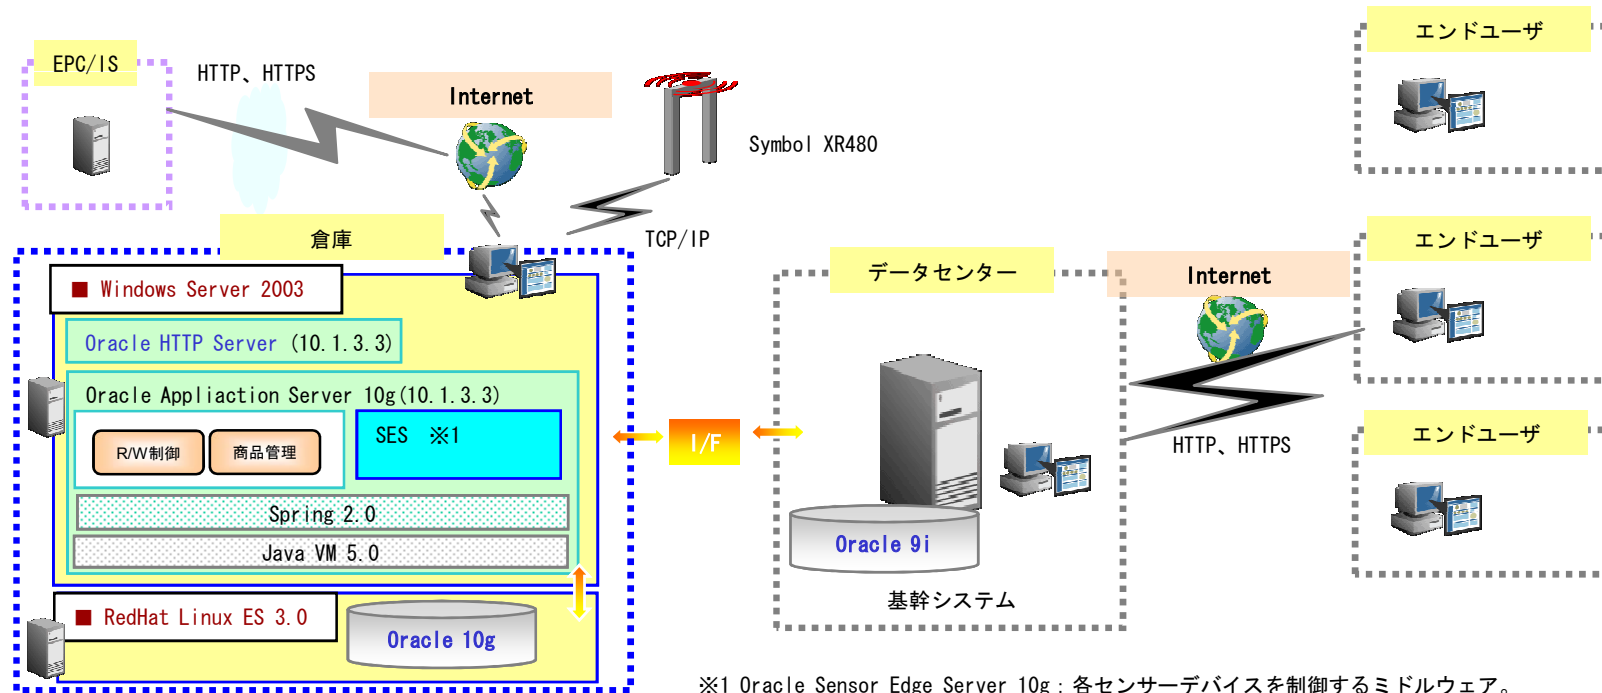 EPC/IS
HTTP、HTTPS
Internet
Symbol XR480
TCP/IP
エンドユーザ
倉庫
■ Windows Server 2003
Oracle HTTP Server (10.1.3.3)
Oracle Appliaction Server 10g(10.1.3.3)
R/W制御
商品管理
SES ※1
Spring 2.0
Java VM 5.0
■ RedHat Linux ES 3.0
Oracle 10g
I/F
データセンター
Oracle 9i
基幹システム
Internet
HTTP、HTTPS
エンドユーザ
エンドユーザ
※1 Oracle Sensor Edge Server 10g：各センサーデバイスを制御するミドルウェア。